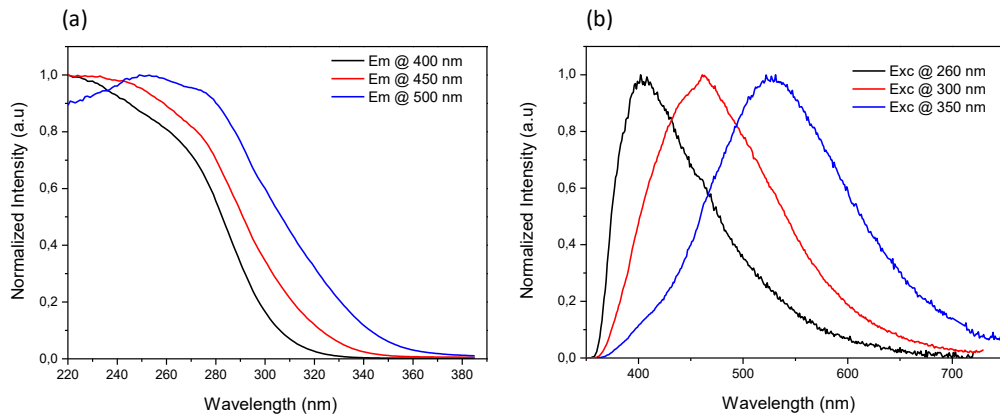 (a)
Em @ 400 nm
Em @ 450 nm
Em @ 500 nm
Normalized Intensity (a.u)
1,0
0,8
0,6
0,4
0,2
0,0
220 240 260 280 300 320 340 360 380
Wavelength (nm)
(b)
Exc @ 260 nm
Exc @ 300 nm
Exc @ 350 nm
Normalized Intensity (a.u)
1,0
0,8
0,6
0,4
0,2
0,0
400 500 600 700
Wavelength (nm)